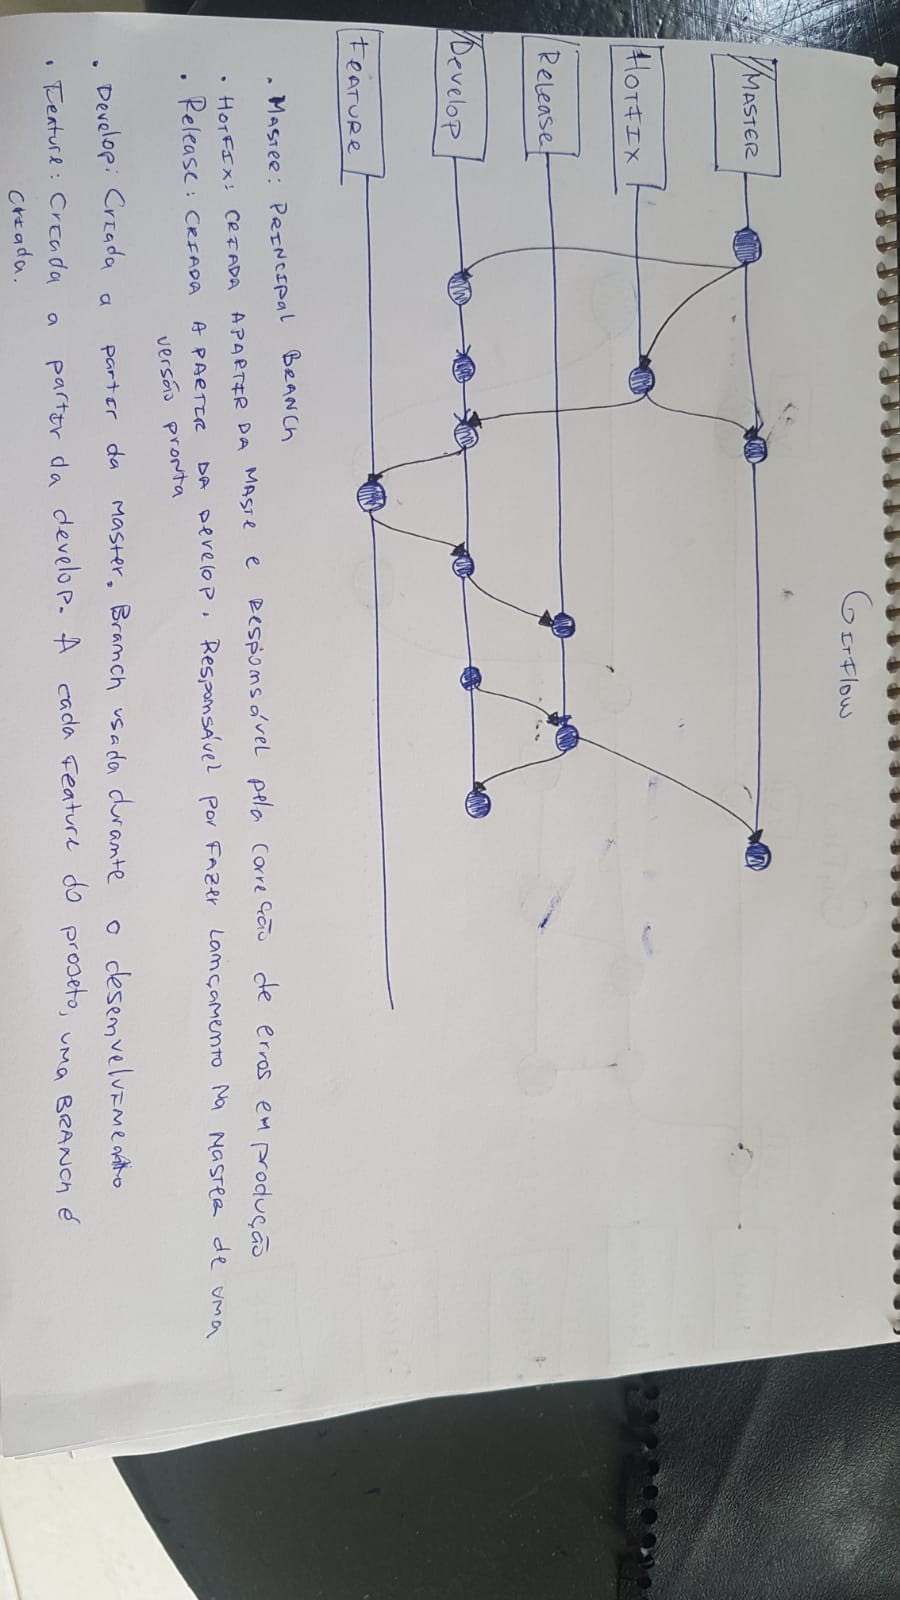 GitFlow
MASTER
HOTFIX
Release
Develop
FEATURE
• Master: PRINCIPAL BRANCH
• HOTFIX: CRIADA APARTIR DA MASTE e Responsável pela correção de erros em produção
• Release: CRIADA A PARTIR DA Develop, Responsável por FAZER Lançamento Na MASTER de uma
versão pronta
• Develop: Criada a partir da master. Branch usada durante o desenvelvimento
• Feature: Criada a partir da develop. A cada Feature do projeto, uma BRANCH é
criada.